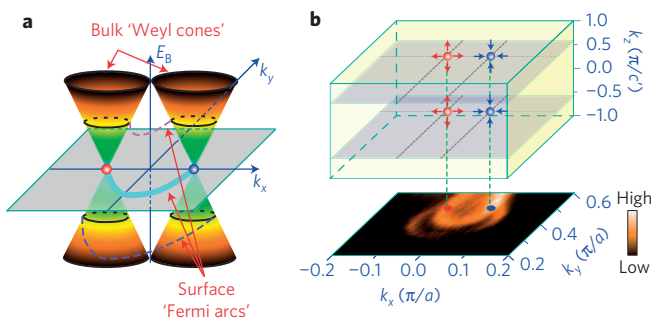 a
Bulk 'Weyl cones'
E_B
k_y
k_x
Surface
'Fermi arcs'
b
1.0
0.5
0.0
−0.5
−1.0
k_z (π/c′)
0.6
0.4
0.2
k_y (π/a)
−0.2
−0.1
0.0
0.1
0.2
k_x (π/a)
High
Low